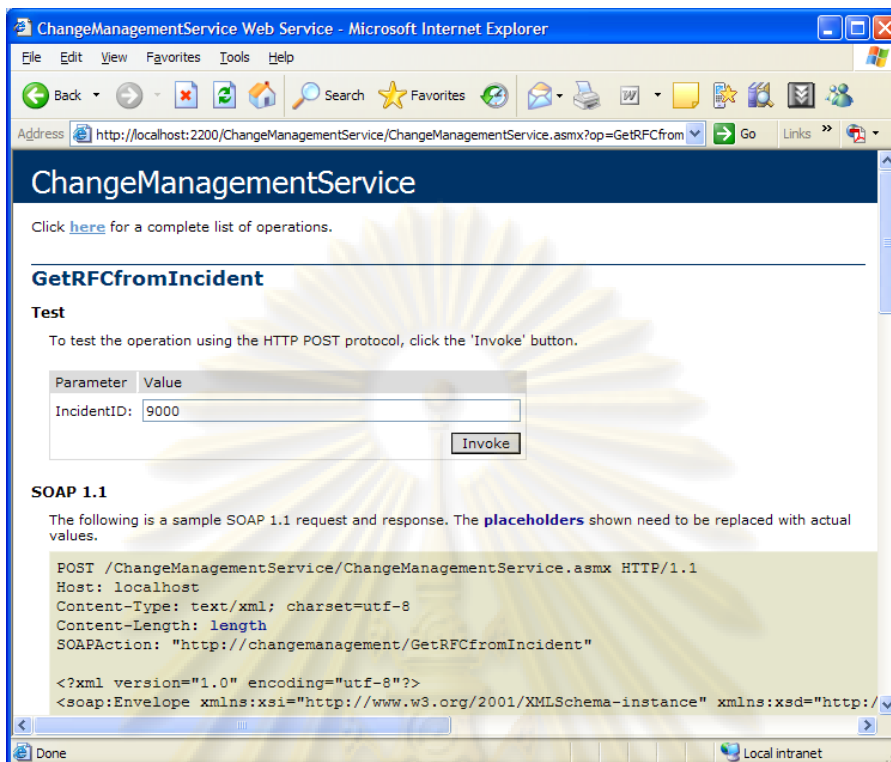 ChangeManagementService Web Service - Microsoft Internet Explorer
File Edit View Favorites Tools Help
Back Search Favorites
Address http://localhost:2200/ChangeManagementService/ChangeManagementService.asmx?op=GetRFCfrom Go Links »
ChangeManagementService
Click here for a complete list of operations.
GetRFCfromIncident
Test
To test the operation using the HTTP POST protocol, click the 'Invoke' button.
Parameter Value
IncidentID: 9000
Invoke
SOAP 1.1
The following is a sample SOAP 1.1 request and response. The placeholders shown need to be replaced with actual
values.
POST /ChangeManagementService/ChangeManagementService.asmx HTTP/1.1
Host: localhost
Content-Type: text/xml; charset=utf-8
Content-Length: length
SOAPAction: "http://changemanagement/GetRFCfromIncident"
<?xml version="1.0" encoding="utf-8"?>
<soap:Envelope xmlns:xsi="http://www.w3.org/2001/XMLSchema-instance" xmlns:xsd="http:/
Done Local intranet